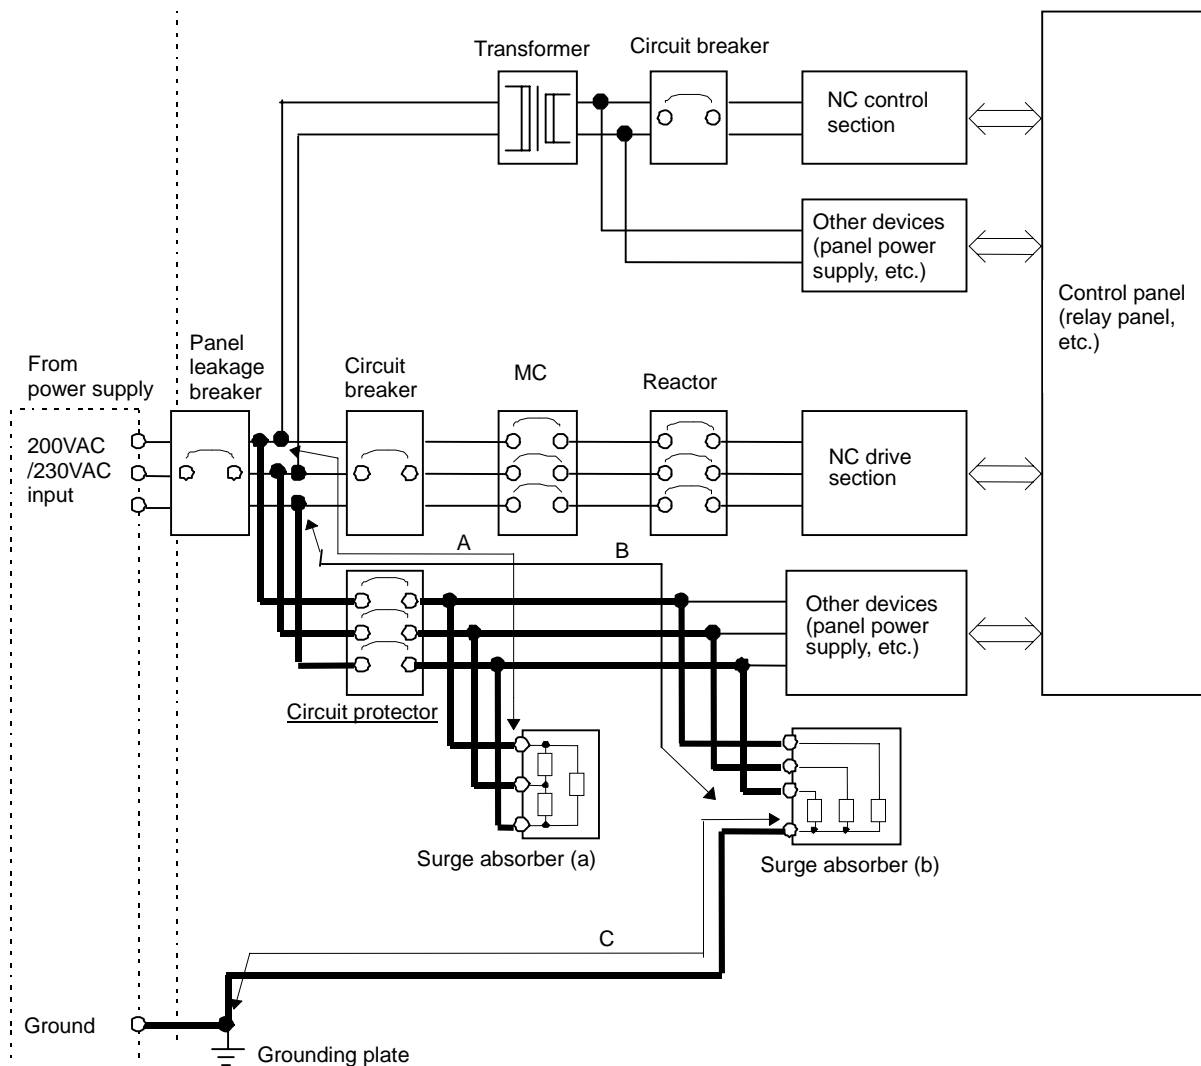 Transformer
Circuit breaker
NC control
section
Other devices
(panel power
supply, etc.)
Control panel
(relay panel,
etc.)
From
power supply
Panel
leakage
breaker
Circuit
breaker
MC
Reactor
200VAC
/230VAC
input
NC drive
section
A
B
Other devices
(panel power
supply, etc.)
Circuit protector
Surge absorber (a)
Surge absorber (b)
C
Ground
Grounding plate